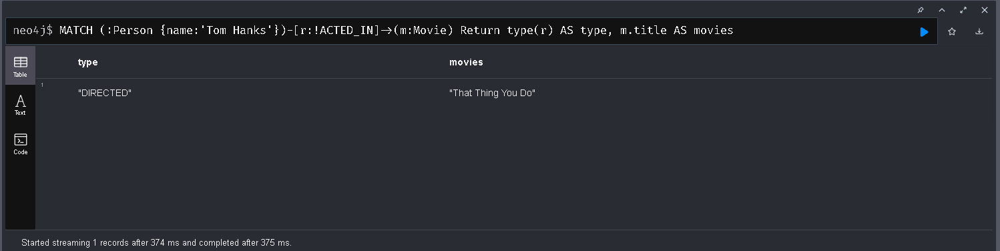 neo4j$ MATCH (:Person {name:'Tom Hanks'})-[r:!ACTED_IN]->(m:Movie) Return type(r) AS type, m.title AS movies
Table
type movies
1
"DIRECTED" "That Thing You Do"
Text
Code
Started streaming 1 records after 374 ms and completed after 375 ms.